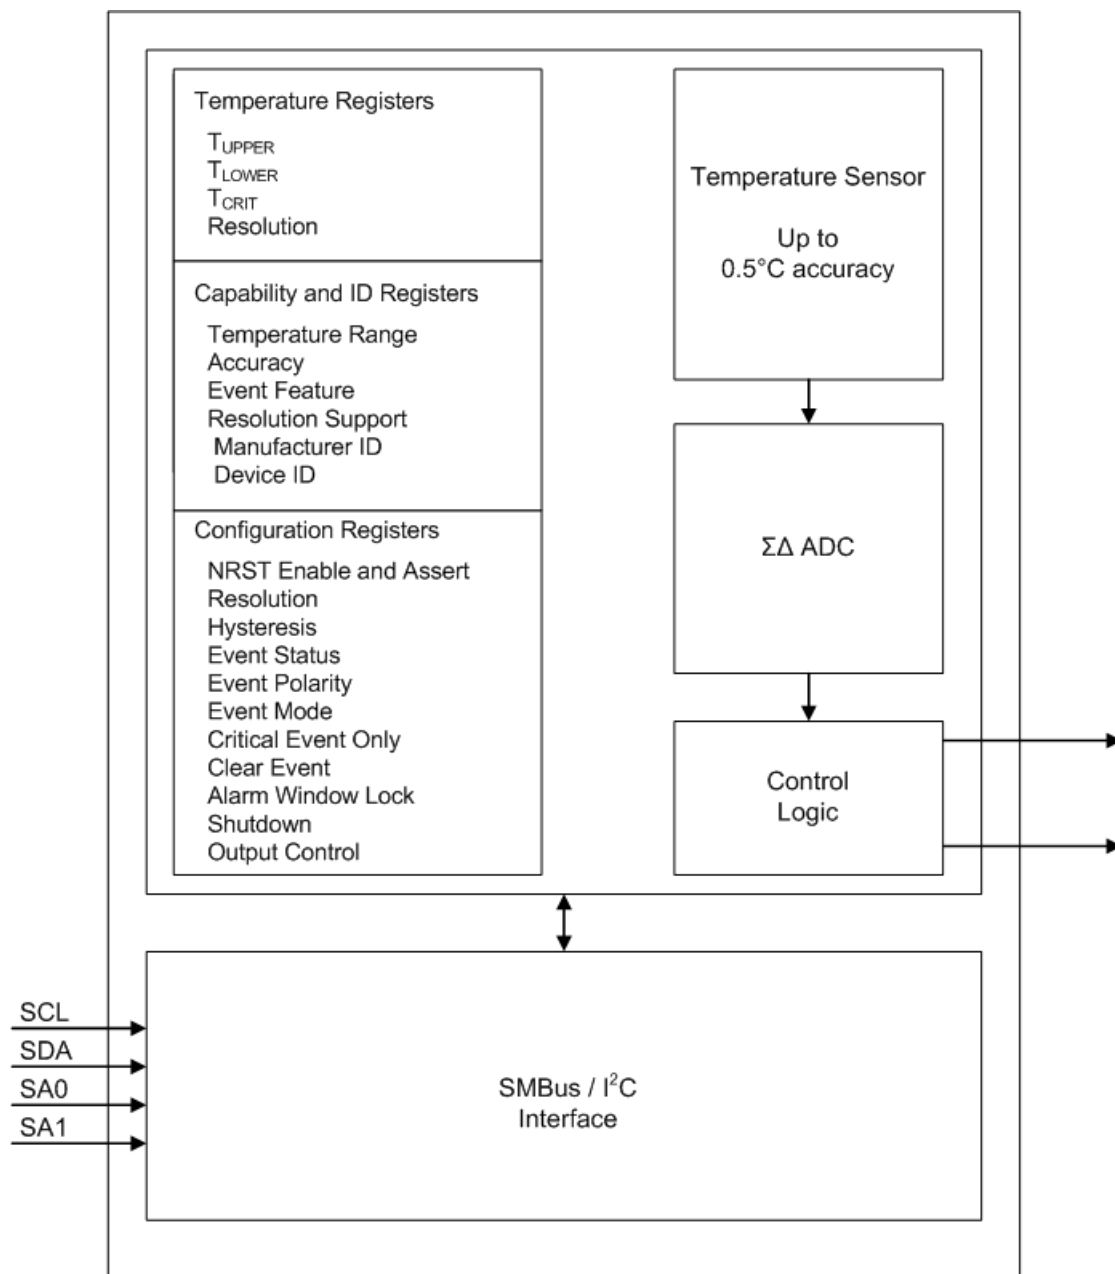 Temperature Registers
T_UPPER
T_LOWER
T_CRIT
Resolution
Capability and ID Registers
Temperature Range
Accuracy
Event Feature
Resolution Support
Manufacturer ID
Device ID
Configuration Registers
NRST Enable and Assert
Resolution
Hysteresis
Event Status
Event Polarity
Event Mode
Critical Event Only
Clear Event
Alarm Window Lock
Shutdown
Output Control
Temperature Sensor
Up to
0.5°C accuracy
ΣΔ ADC
Control
Logic
SCL
SDA
SA0
SA1
SMBus / I²C
Interface